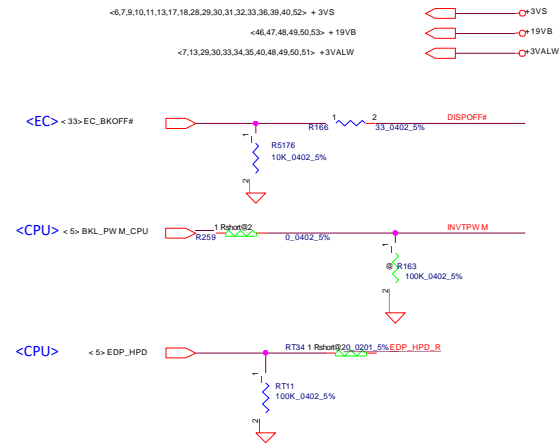 <6,7,9,10,11,13,17,18,28,29,30,31,32,33,36,39,40,52> + 3VS +3VS
<46,47,48,49,50,53> + 19VB +19VB
<7,13,29,30,33,34,35,40,48,49,50,51> +3VALW +3VALW
<EC> < 33> EC_BKOFF# 1 2 DISPOFF#
R166 33_0402_5%
1
R5176
10K_0402_5%
2
<CPU> < 5> BKL_PW M_CPU 1 Rshort@2 INVTPW M
R259 0_0402_5%
1
@ R163
100K_0402_5%
2
<CPU> < 5> EDP_HPD RT34 1 Rshort@20_0201_5% EDP_HPD_R
1
RT11
100K_0402_5%
2